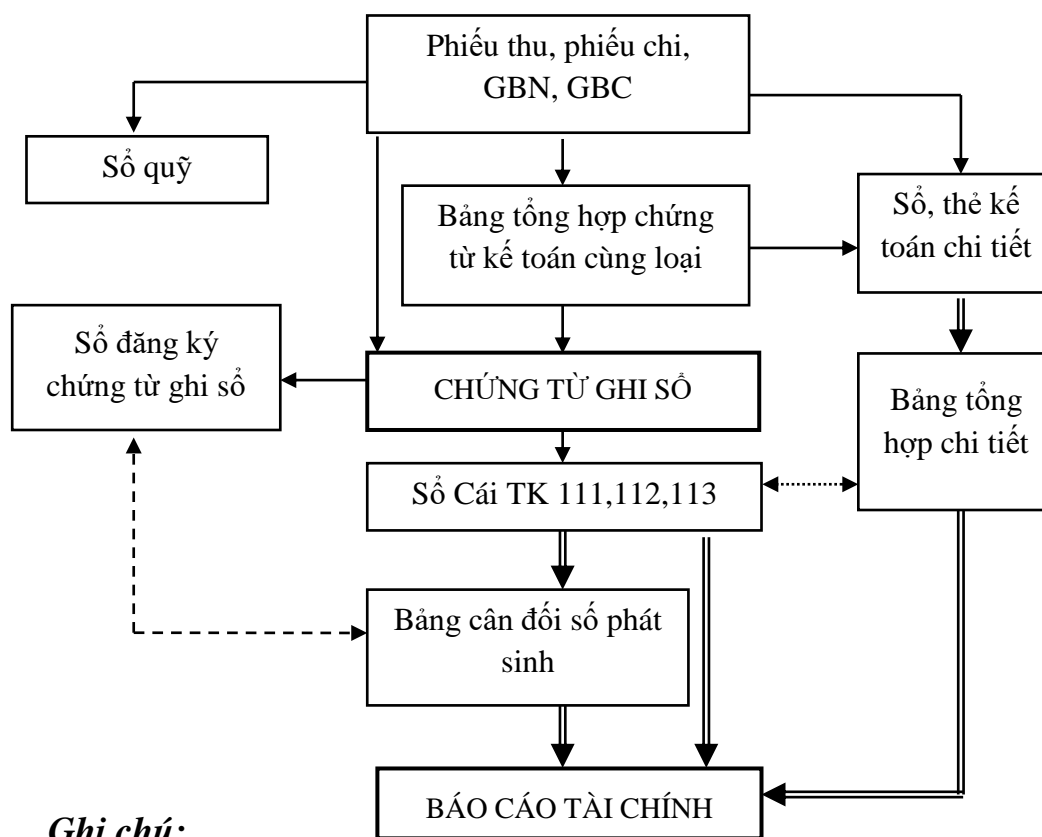 Phiếu thu, phiếu chi,
GBN, GBC
Sổ quỹ
Bảng tổng hợp chứng
từ kế toán cùng loại
Sổ, thẻ kế
toán chi tiết
Sổ đăng ký
chứng từ ghi sổ
CHỨNG TỪ GHI SỔ
Bảng tổng
hợp chi tiết
Sổ Cái TK 111,112,113
Bảng cân đối số phát
sinh
BÁO CÁO TÀI CHÍNH
Ghi chú: